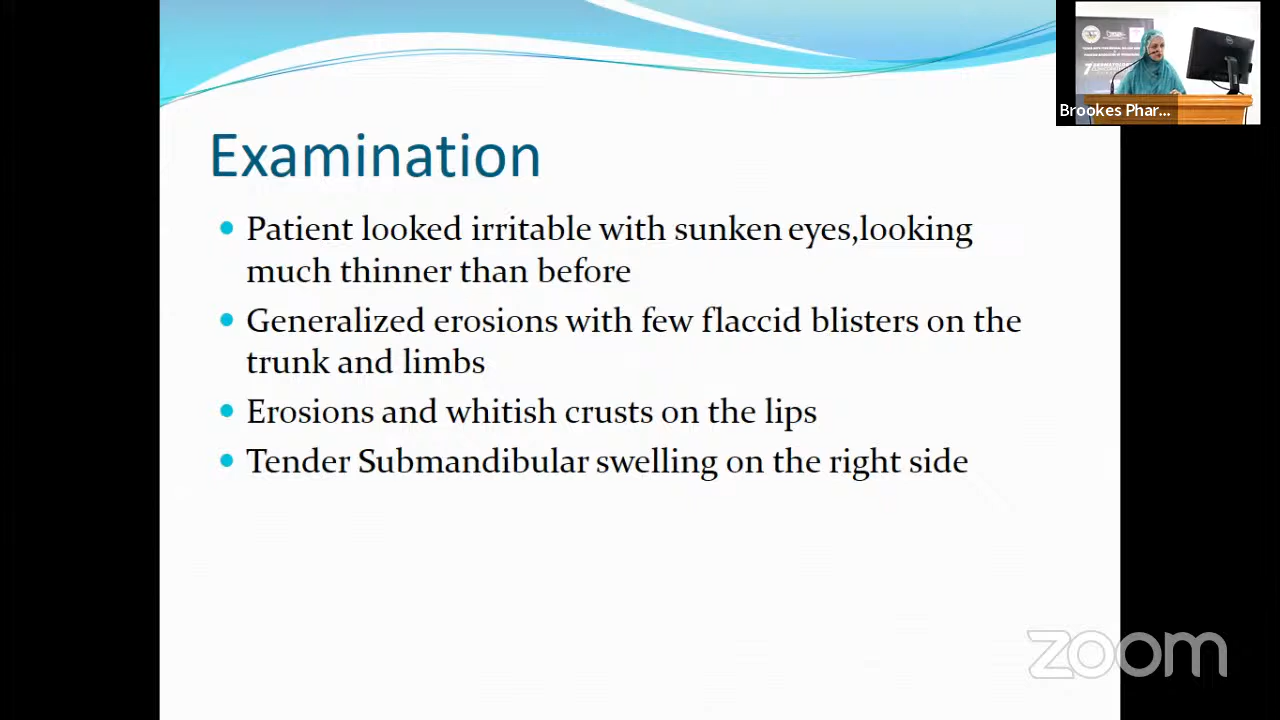 Examination
Patient looked irritable with sunken eyes,looking
much thinner than before
Generalized erosions with few flaccid blisters on the
trunk and limbs
Erosions and whitish crusts on the lips
Tender Submandibular swelling on the right side
Brookes Phar...
zoom